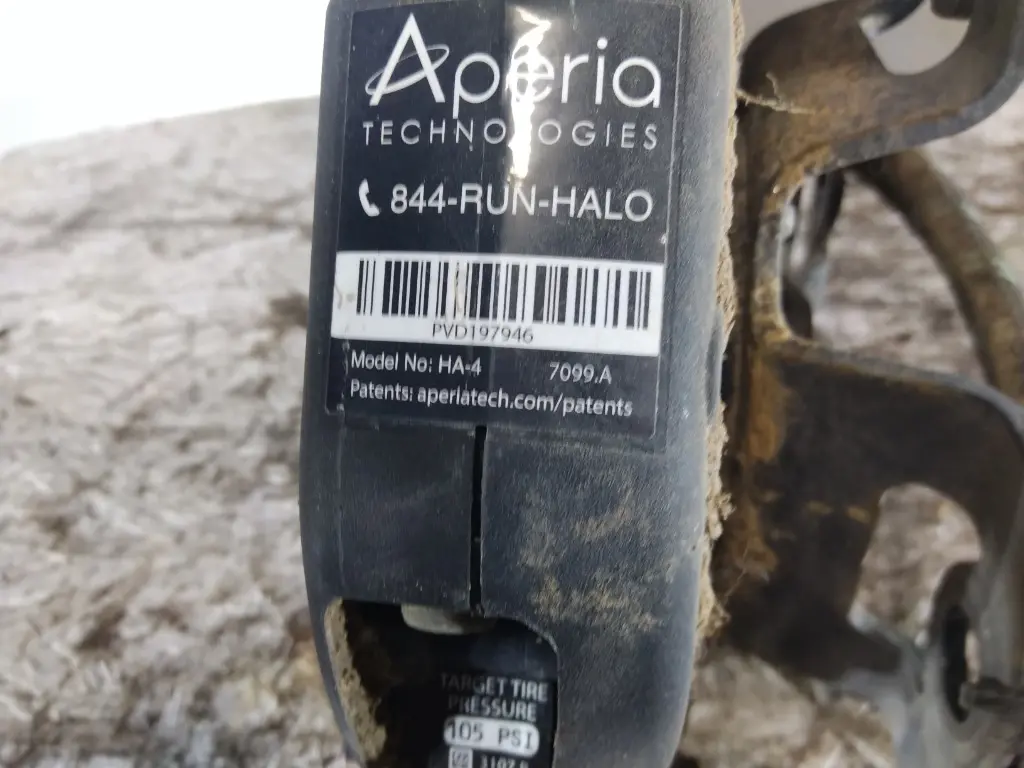 Aperia
TECHNOLOGIES
844-RUN-HALO
PVD197946
Model No: HA-4 7099.A
Patents: aperiatech.com/patents
TARGET TIRE
PRESSURE
105 PSI